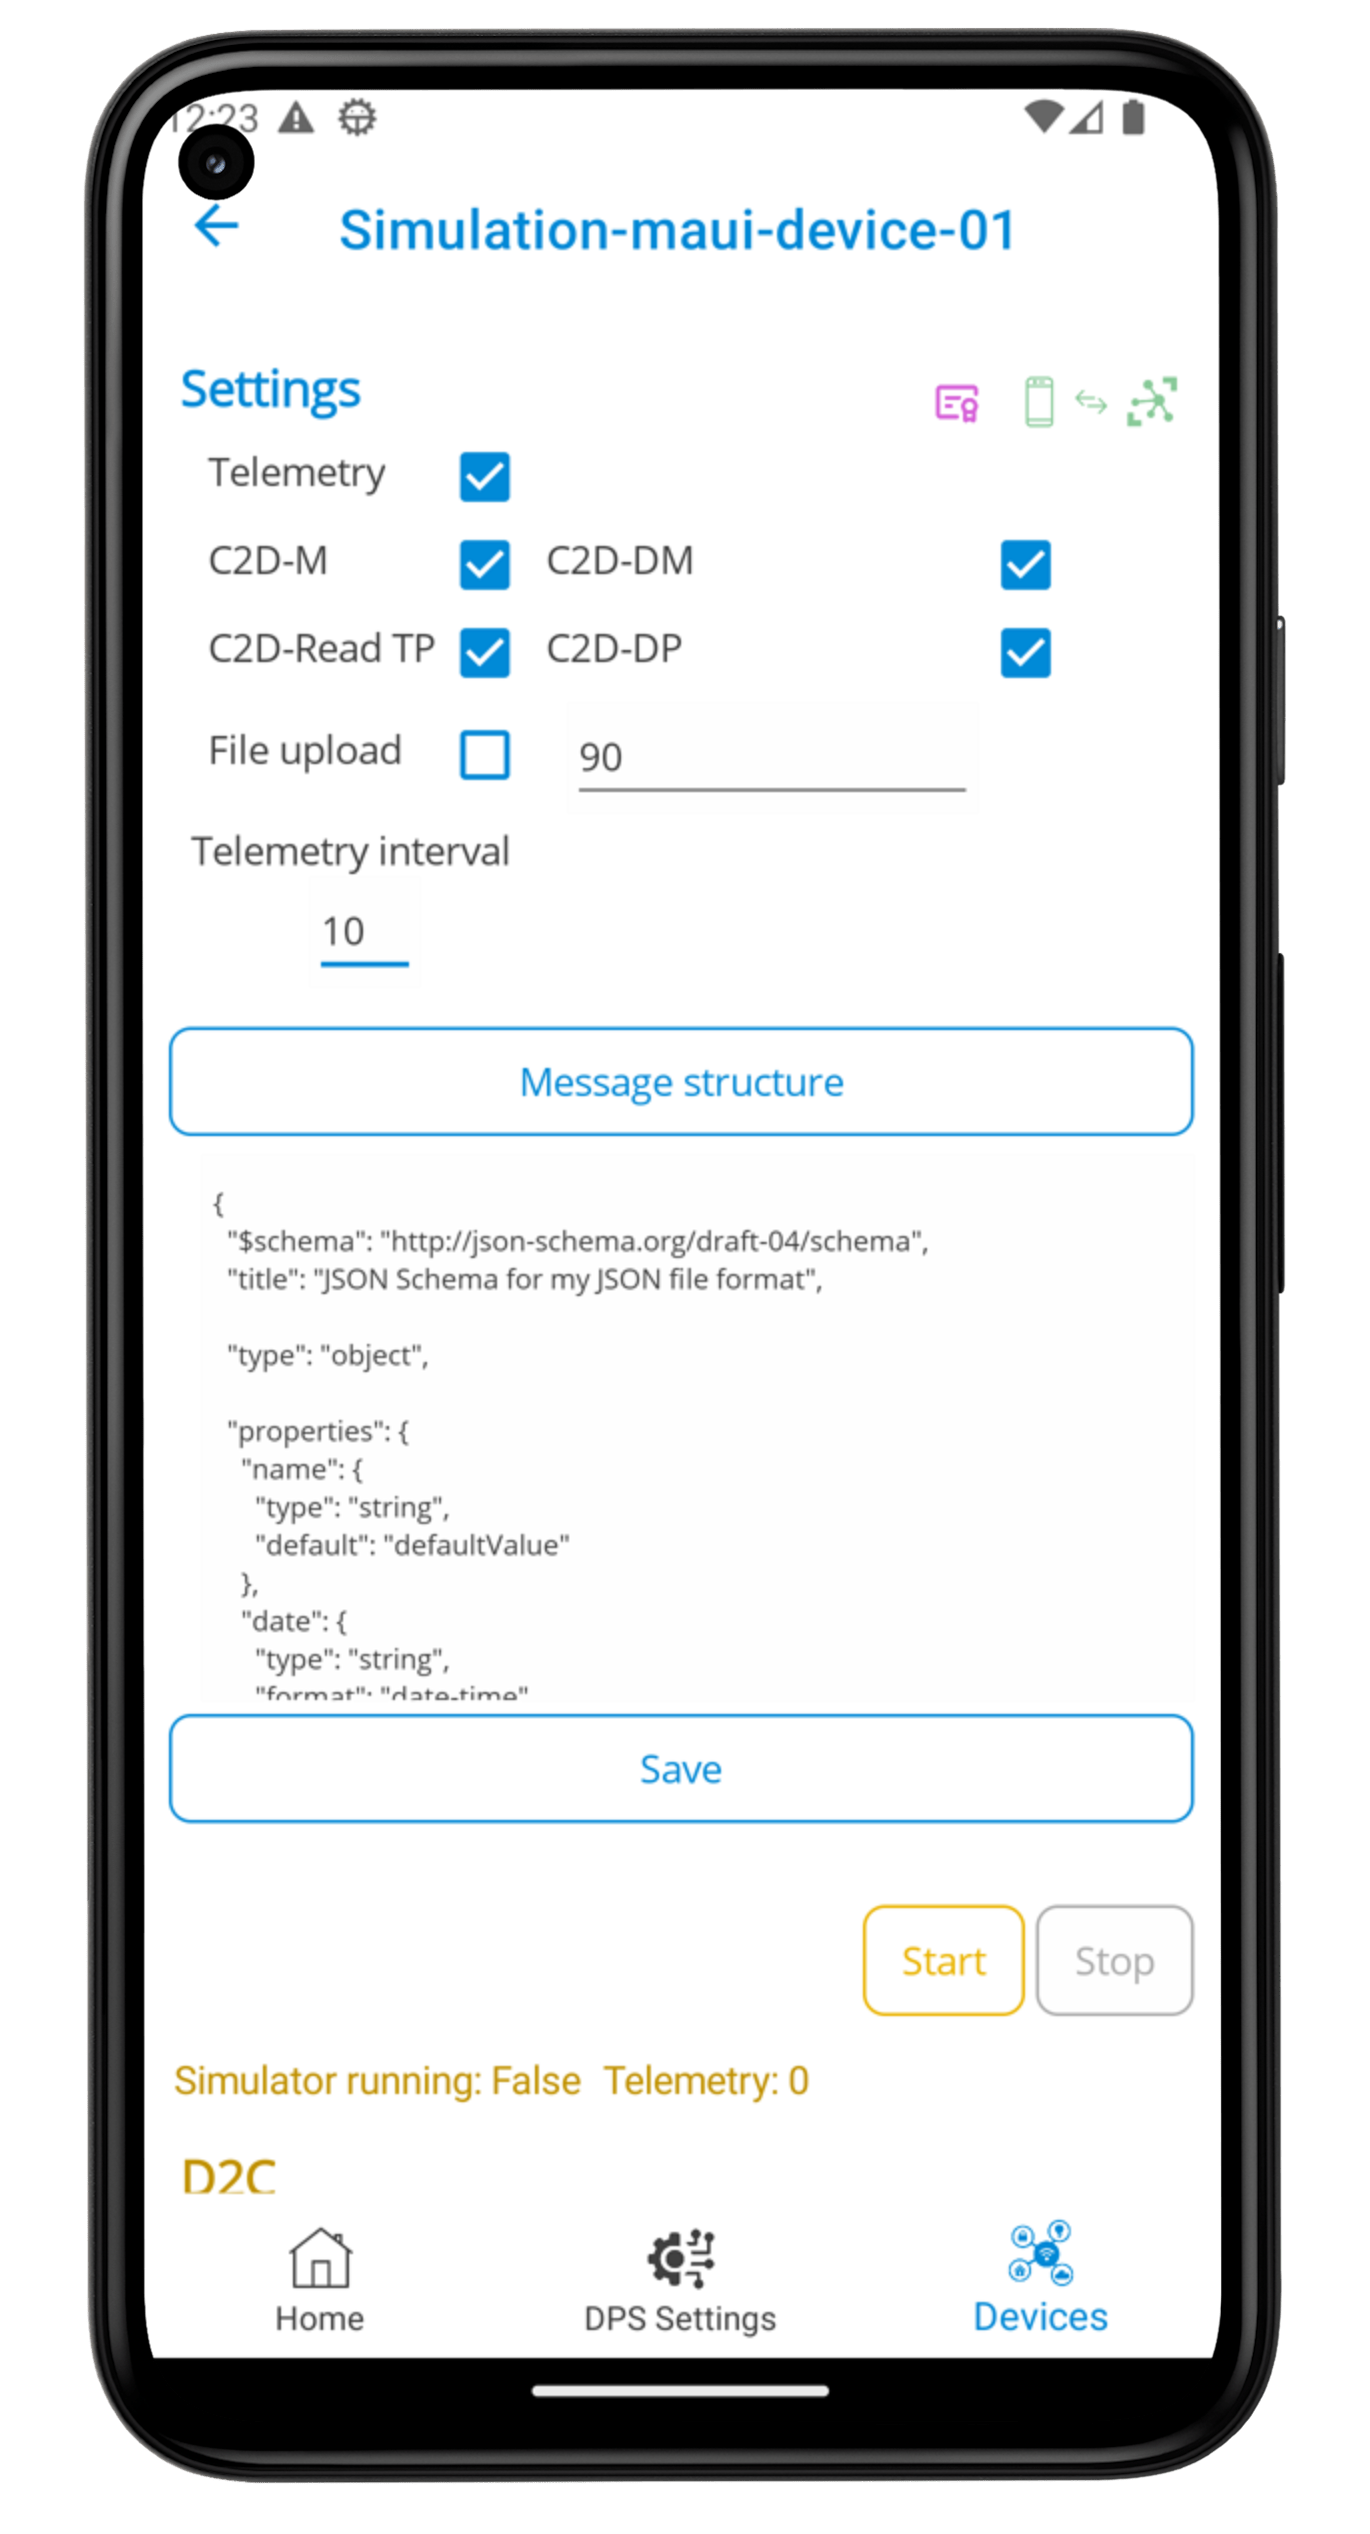 12:23
Simulation-maui-device-01
Settings
Telemetry
C2D-M C2D-DM
C2D-Read TP C2D-DP
File upload 90
Telemetry interval
10
Message structure
{
"$schema": "http://json-schema.org/draft-04/schema",
"title": "JSON Schema for my JSON file format",
"type": "object",
"properties": {
"name": {
"type": "string",
"default": "defaultValue"
},
"date": {
"type": "string",
"format": "date-time"
Save
Start Stop
Simulator running: False Telemetry: 0
D2C
Home DPS Settings Devices